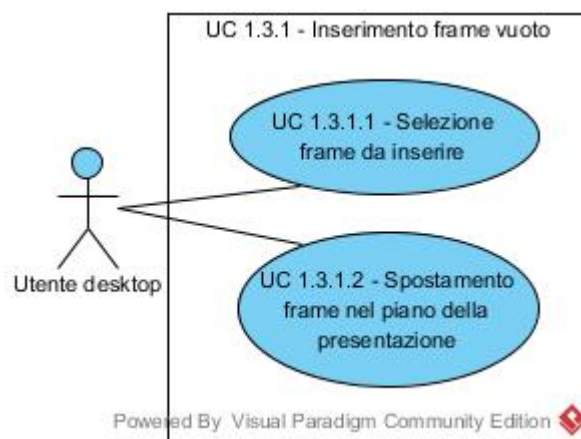 UC 1.3.1 - Inserimento frame vuoto
UC 1.3.1.1 - Selezione
frame da inserire
Utente desktop
UC 1.3.1.2 - Spostamento
frame nel piano della
presentazione
Powered By Visual Paradigm Community Edition